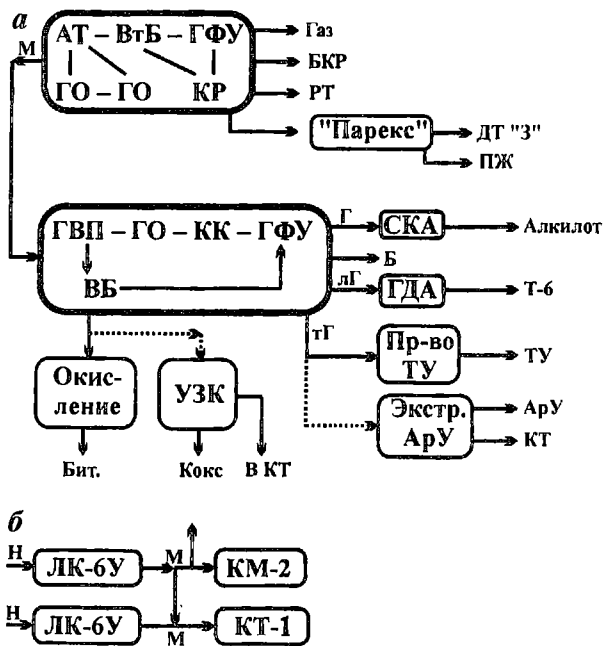 а
АТ – ВтБ – ГФУ
ГО – ГО КР
М
Газ
БКР
РТ
"Парекс"
ДТ "З"
ПЖ
ГВП – ГО – КК – ГФУ
ВБ
Г
СКА
Алкилот
Б
лГ
ГДА
Т-6
тГ
Пр-во
ТУ
ТУ
Окис-
ление
УЗК
Экстр.
АрУ
АрУ
КТ
Бит.
Кокс
В КТ
б
Н
ЛК-6У
М
КМ-2
Н
ЛК-6У
М
КТ-1